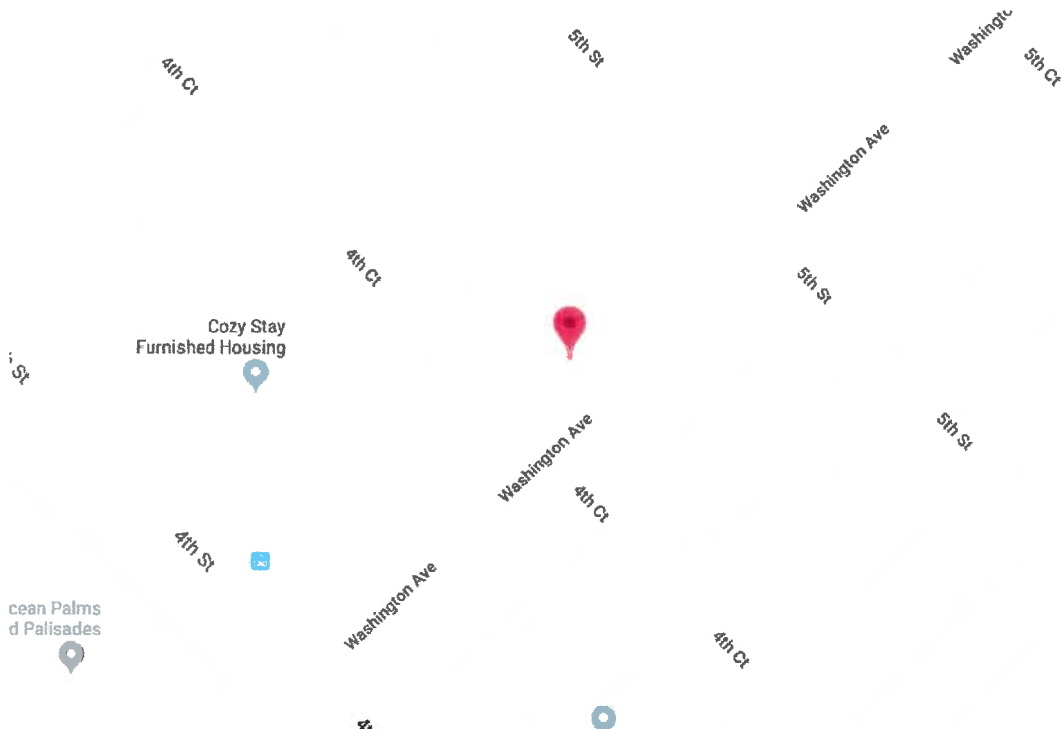 Washingto
5th St
4th Ct
5th Ct
Washington Ave
4th Ct
5th St
Cozy Stay
Furnished Housing
St
Washington Ave
5th St
4th Ct
4th St
Washington Ave
cean Palms
d Palisades
4th Ct